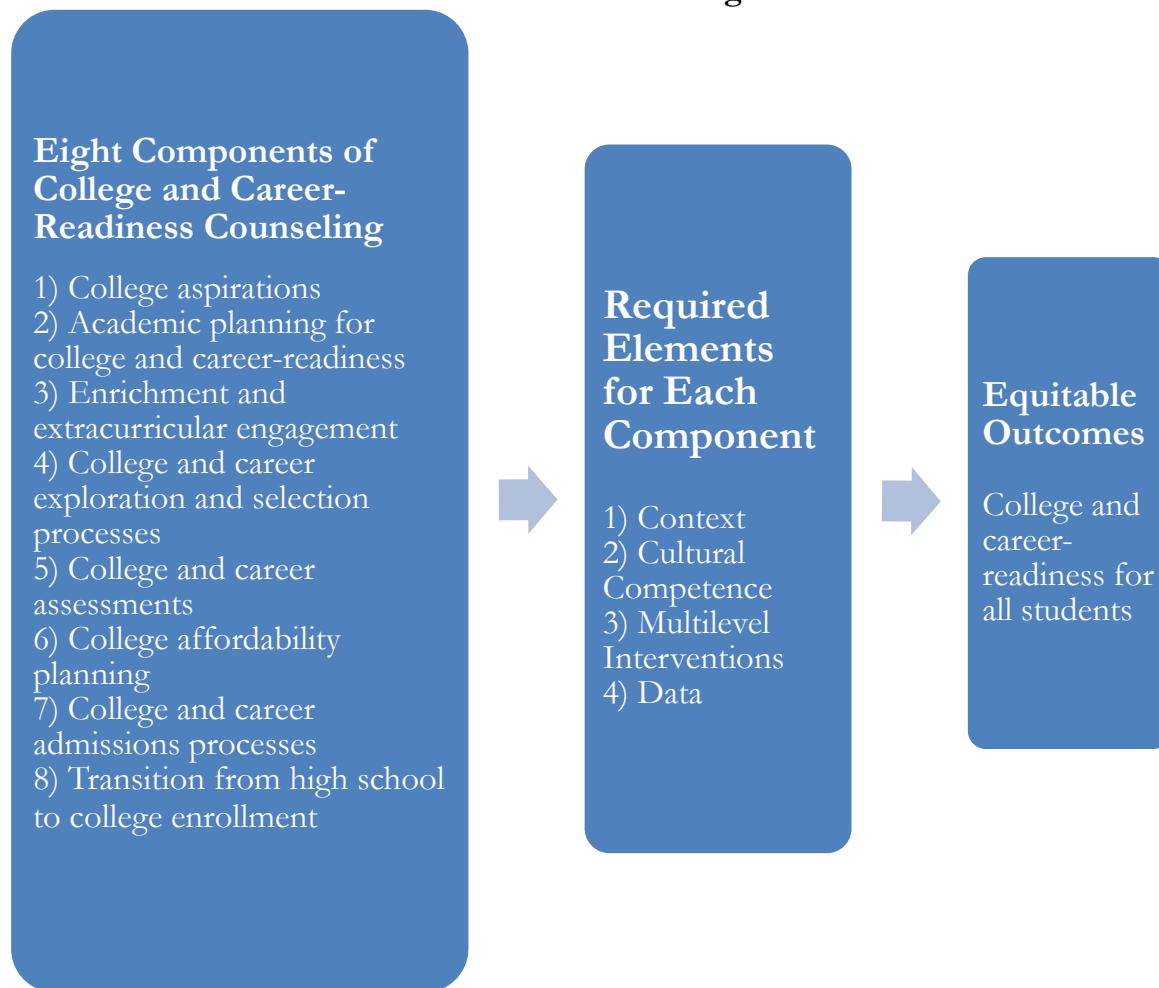 Eight Components of
College and Career-
Readiness Counseling
1) College aspirations
2) Academic planning for
college and career-readiness
3) Enrichment and
extracurricular engagement
4) College and career
exploration and selection
processes
5) College and career
assessments
6) College affordability
planning
7) College and career
admissions processes
8) Transition from high school
to college enrollment
Required
Elements
for Each
Component
1) Context
2) Cultural
Competence
3) Multilevel
Interventions
4) Data
Equitable
Outcomes
College and
career-
readiness for
all students